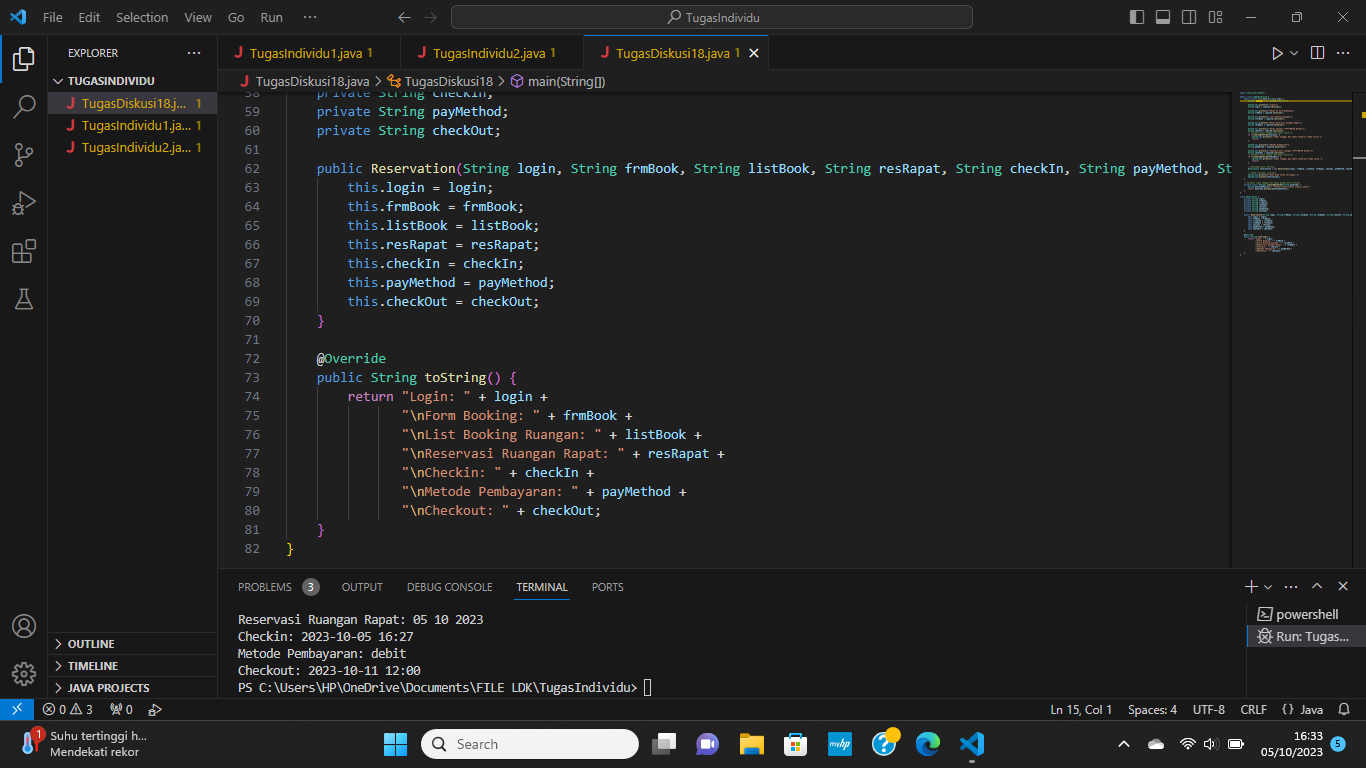 File Edit Selection View Go Run ···
TugasIndividu
EXPLORER ···
TUGASINDIVIDU
TugasDiskusi18.j... 1
TugasIndividu1.ja... 1
TugasIndividu2.jav... 1
OUTLINE
TIMELINE
JAVA PROJECTS
TugasIndividu1.java 1
TugasIndividu2.java 1
TugasDiskusi18.java 1
TugasDiskusi18.java > TugasDiskusi18 > main(String[])
58 private String checkIn;
59 private String payMethod;
60 private String checkOut;
61
62 public Reservation(String login, String frmBook, String listBook, String resRapat, String checkIn, String payMethod, St
63 this.login = login;
64 this.frmBook = frmBook;
65 this.listBook = listBook;
66 this.resRapat = resRapat;
67 this.checkIn = checkIn;
68 this.payMethod = payMethod;
69 this.checkOut = checkOut;
70 }
71
72 @Override
73 public String toString() {
74 return "Login: " + login +
75 "\nForm Booking: " + frmBook +
76 "\nList Booking Ruangan: " + listBook +
77 "\nReservasi Ruangan Rapat: " + resRapat +
78 "\nCheckin: " + checkIn +
79 "\nMetode Pembayaran: " + payMethod +
80 "\nCheckout: " + checkOut;
81 }
82 }
PROBLEMS 3 OUTPUT DEBUG CONSOLE TERMINAL PORTS
Reservasi Ruangan Rapat: 05 10 2023
Checkin: 2023-10-05 16:27
Metode Pembayaran: debit
Checkout: 2023-10-11 12:00
PS C:\Users\HP\OneDrive\Documents\FILE LDK\TugasIndividu>
powershell
Run: Tugas...
0 3 0
Ln 15, Col 1 Spaces: 4 UTF-8 CRLF {} Java
1
Suhu tertinggi h...
Mendekati rekor
Search
myhp
16:33
05/10/2023
5